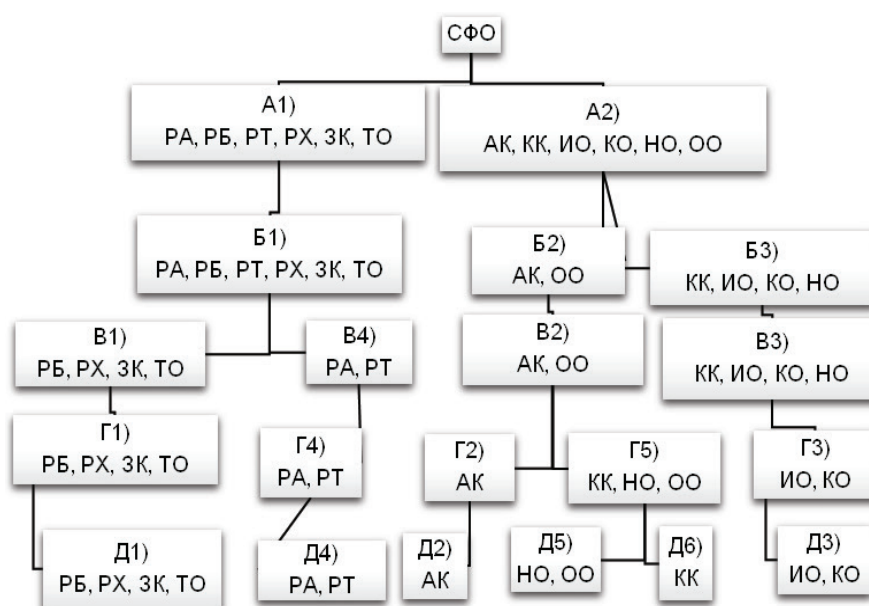 СФО
А1)
РА, РБ, РТ, РХ, ЗК, ТО
А2)
АК, КК, ИО, КО, НО, ОО
Б1)
РА, РБ, РТ, РХ, ЗК, ТО
Б2)
АК, ОО
Б3)
КК, ИО, КО, НО
В1)
РБ, РХ, ЗК, ТО
В4)
РА, РТ
В2)
АК, ОО
В3)
КК, ИО, КО, НО
Г1)
РБ, РХ, ЗК, ТО
Г4)
РА, РТ
Г2)
АК
Г5)
КК, НО, ОО
Г3)
ИО, КО
Д1)
РБ, РХ, ЗК, ТО
Д4)
РА, РТ
Д2)
АК
Д5)
НО, ОО
Д6)
КК
Д3)
ИО, КО